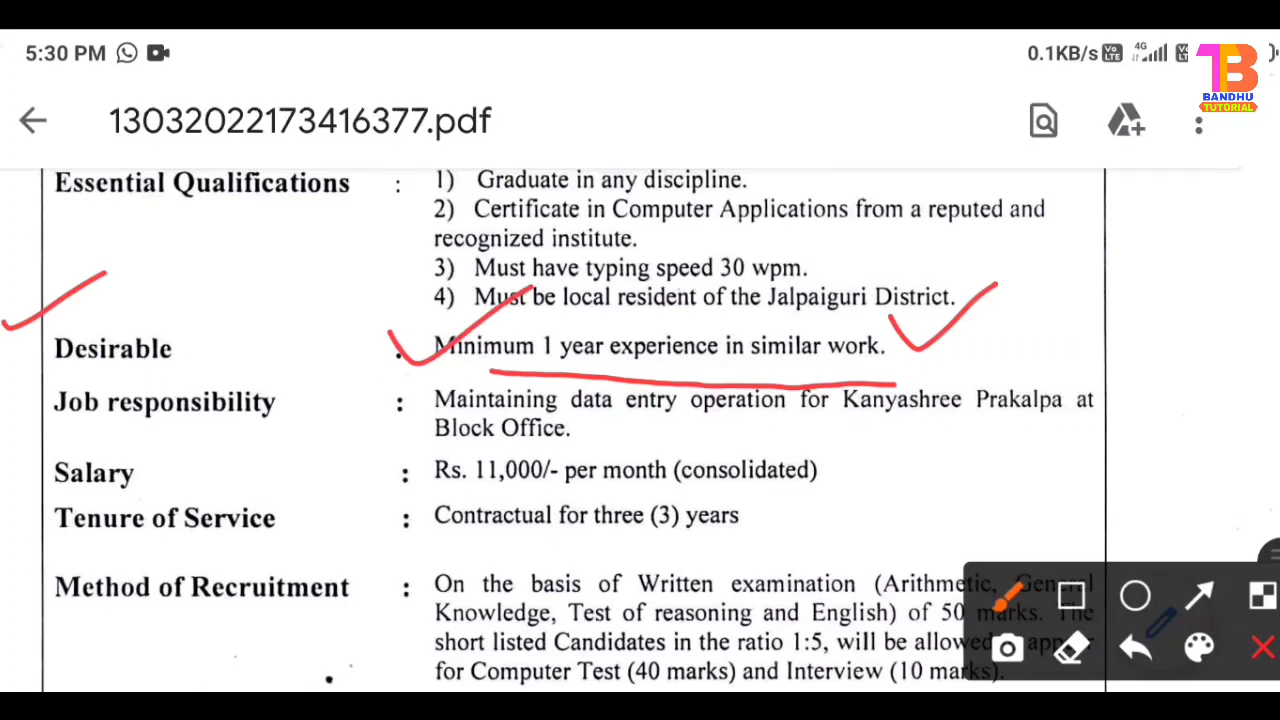 5:30 PM
0.1KB/s Vo LTE 4G
TB
BANDHU
TUTORIAL
13032022173416377.pdf
Essential Qualifications : 1) Graduate in any discipline.
2) Certificate in Computer Applications from a reputed and
recognized institute.
3) Must have typing speed 30 wpm.
4) Must be local resident of the Jalpaiguri District.
Desirable : Minimum 1 year experience in similar work.
Job responsibility : Maintaining data entry operation for Kanyashree Prakalpa at
Block Office.
Salary : Rs. 11,000/- per month (consolidated)
Tenure of Service : Contractual for three (3) years
Method of Recruitment : On the basis of Written examination (Arithmetic, General
Knowledge, Test of reasoning and English) of 50 marks. The
short listed Candidates in the ratio 1:5, will be allowed
for Computer Test (40 marks) and Interview (10 marks).